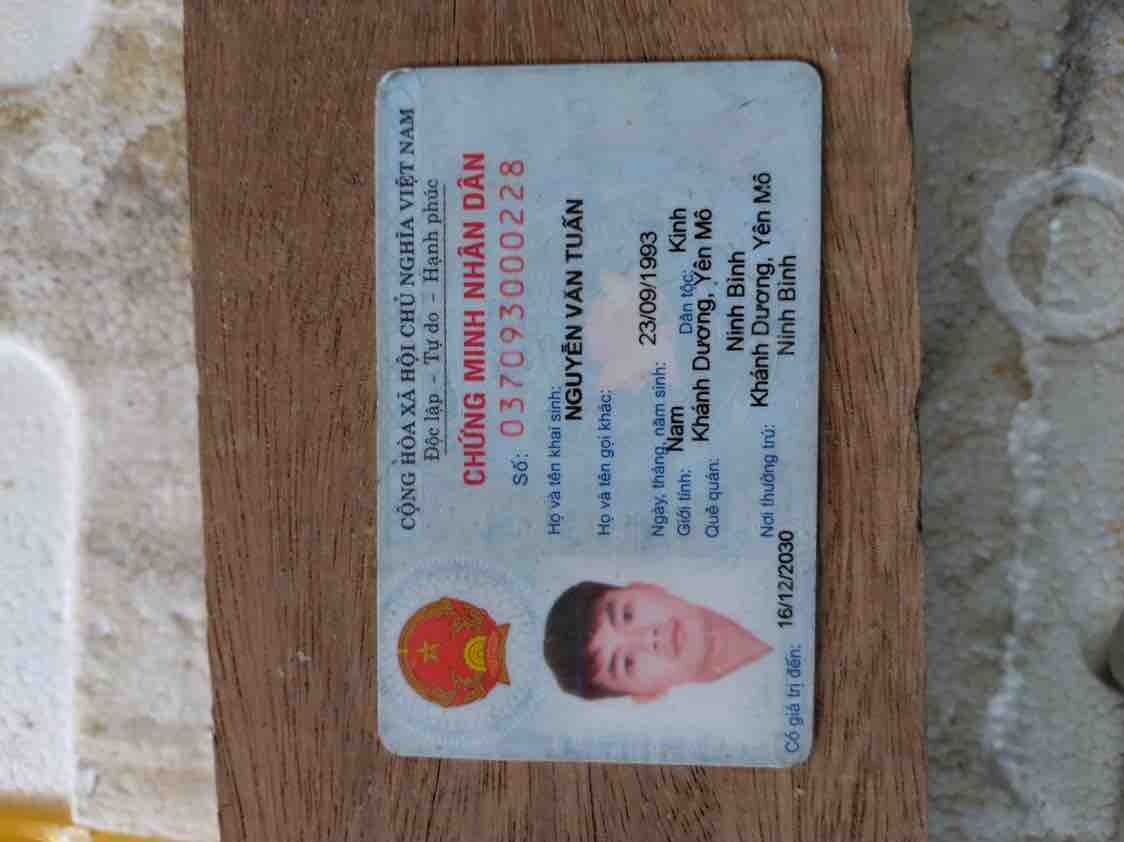 CỘNG HÒA XÃ HỘI CHỦ NGHĨA VIỆT NAM
Độc lập - Tự do - Hạnh phúc
CHỨNG MINH NHÂN DÂN
Số: 037093000228
Họ và tên khai sinh:
NGUYỄN VĂN TUẤN
Họ và tên gọi khác:
Ngày, tháng, năm sinh: 23/09/1993
Giới tính: Nam Dân tộc: Kinh
Quê quán: Khánh Dương, Yên Mô
Ninh Bình
Nơi thường trú: Khánh Dương, Yên Mô
Ninh Bình
Có giá trị đến: 16/12/2030